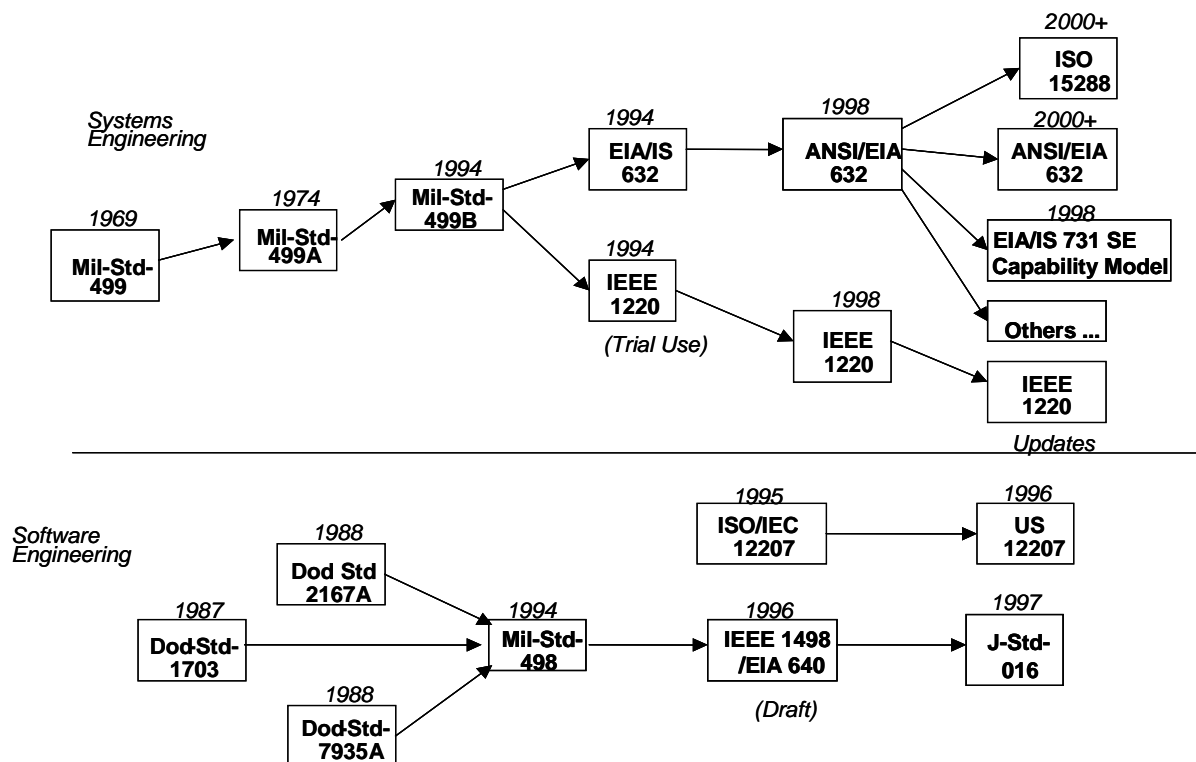 Systems
Engineering
1969
Mil-Std-
499
1974
Mil-Std-
499A
1994
Mil-Std-
499B
1994
EIA/IS
632
1994
IEEE
1220
(Trial Use)
1998
ANSI/EIA
632
1998
IEEE
1220
2000+
ISO
15288
2000+
ANSI/EIA
632
1998
EIA/IS 731 SE
Capability Model
Others ...
IEEE
1220
Updates
Software
Engineering
1987
Dod-Std-
1703
1988
Dod Std
2167A
1988
Dod-Std-
7935A
1994
Mil-Std-
498
1995
ISO/IEC
12207
1996
US
12207
1996
IEEE 1498
/EIA 640
(Draft)
1997
J-Std-
016